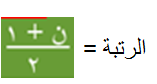 الرتبة = ن + ١
٢